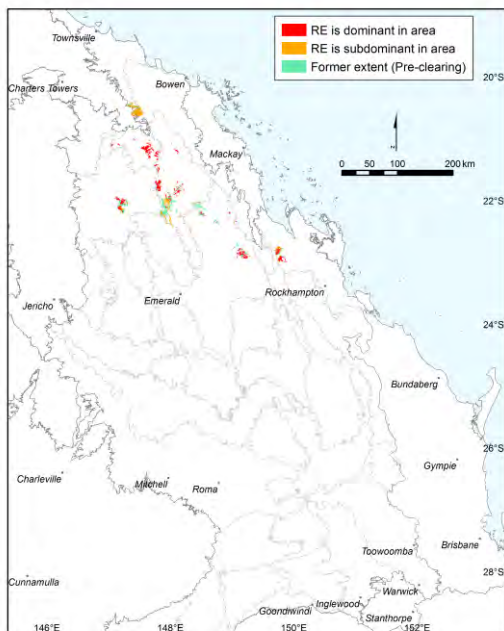 RE is dominant in area
RE is subdominant in area
Former extent (Pre-clearing)
Townsville
20°S
Charters Towers
Bowen
Mackay
0 50 100 200 km
22°S
Emerald
Rockhampton
Jericho
24°S
Bundaberg
26°S
Charleville
Mitchell
Roma
Gympie
Brisbane
Toowoomba
Cunnamulla
28°S
Warwick
Inglewood
Goondiwindi
Stanthorpe
146°E 148°E 150°E 152°E